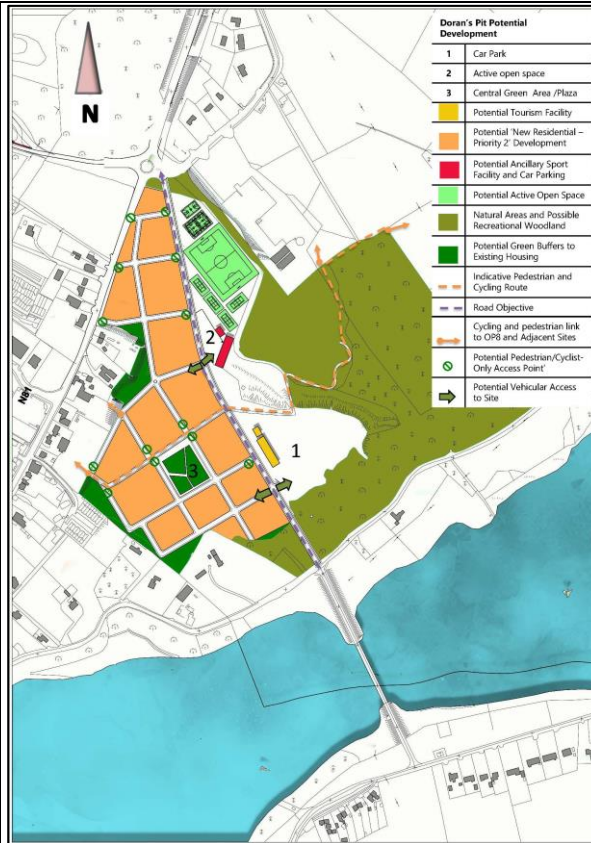 N
N81
2
3
1
Doran's Pit Potential
Development
1 Car Park
2 Active open space
3 Central Green Area /Plaza
Potential Tourism Facility
Potential 'New Residential –
Priority 2' Development
Potential Ancillary Sport
Facility and Car Parking
Potential Active Open Space
Natural Areas and Possible
Recreational Woodland
Potential Green Buffers to
Existing Housing
Indicative Pedestrian and
Cycling Route
Road Objective
Cycling and pedestrian link
to OP8 and Adjacent Sites
Potential Pedestrian/Cyclist-
Only Access Point'
Potential Vehicular Access
to Site